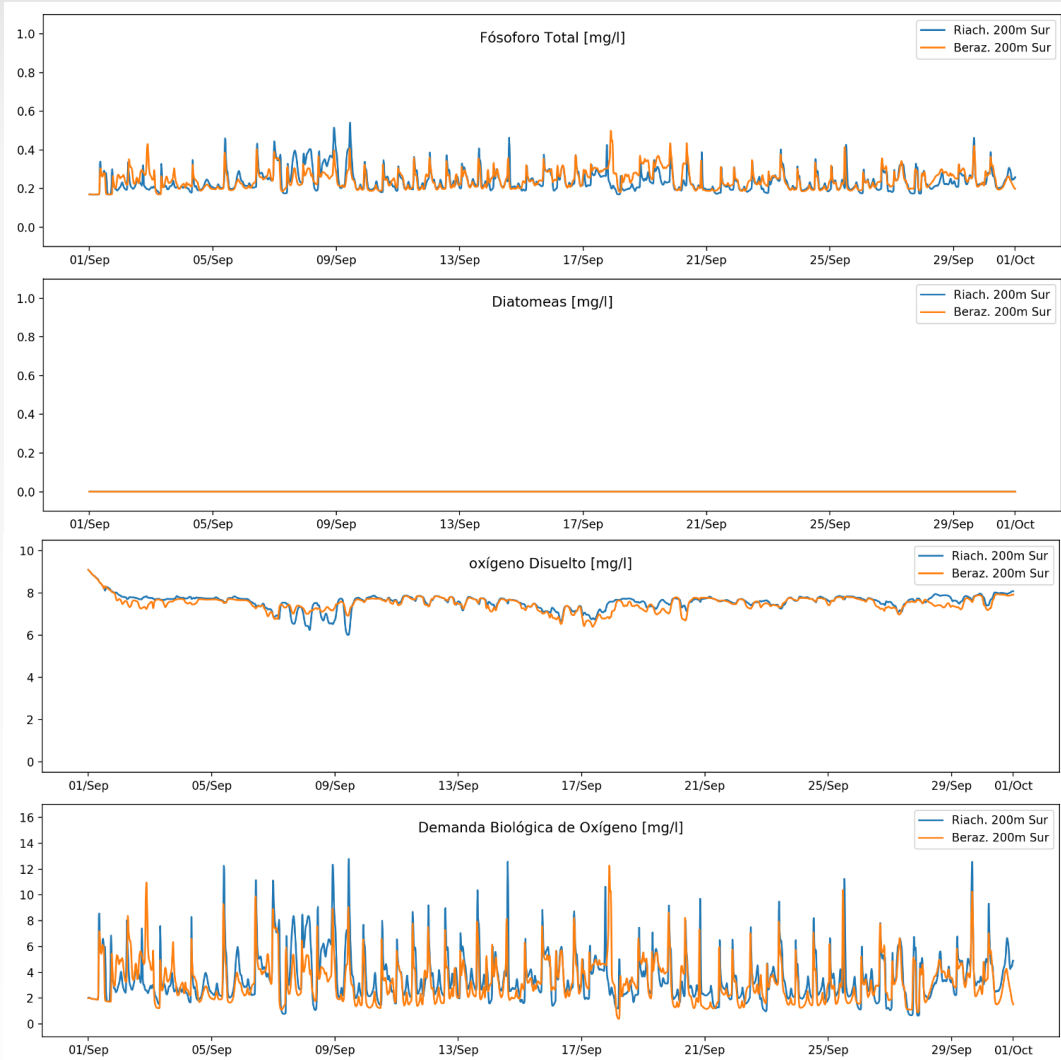 Fósoforo Total [mg/l]
Riach. 200m Sur
Beraz. 200m Sur
1.0
0.8
0.6
0.4
0.2
0.0
01/Sep 05/Sep 09/Sep 13/Sep 17/Sep 21/Sep 25/Sep 29/Sep 01/Oct
Diatomeas [mg/l]
Riach. 200m Sur
Beraz. 200m Sur
1.0
0.8
0.6
0.4
0.2
0.0
01/Sep 05/Sep 09/Sep 13/Sep 17/Sep 21/Sep 25/Sep 29/Sep 01/Oct
oxígeno Disuelto [mg/l]
Riach. 200m Sur
Beraz. 200m Sur
10
8
6
4
2
0
01/Sep 05/Sep 09/Sep 13/Sep 17/Sep 21/Sep 25/Sep 29/Sep 01/Oct
Demanda Biológica de Oxígeno [mg/l]
Riach. 200m Sur
Beraz. 200m Sur
16
14
12
10
8
6
4
2
0
01/Sep 05/Sep 09/Sep 13/Sep 17/Sep 21/Sep 25/Sep 29/Sep 01/Oct